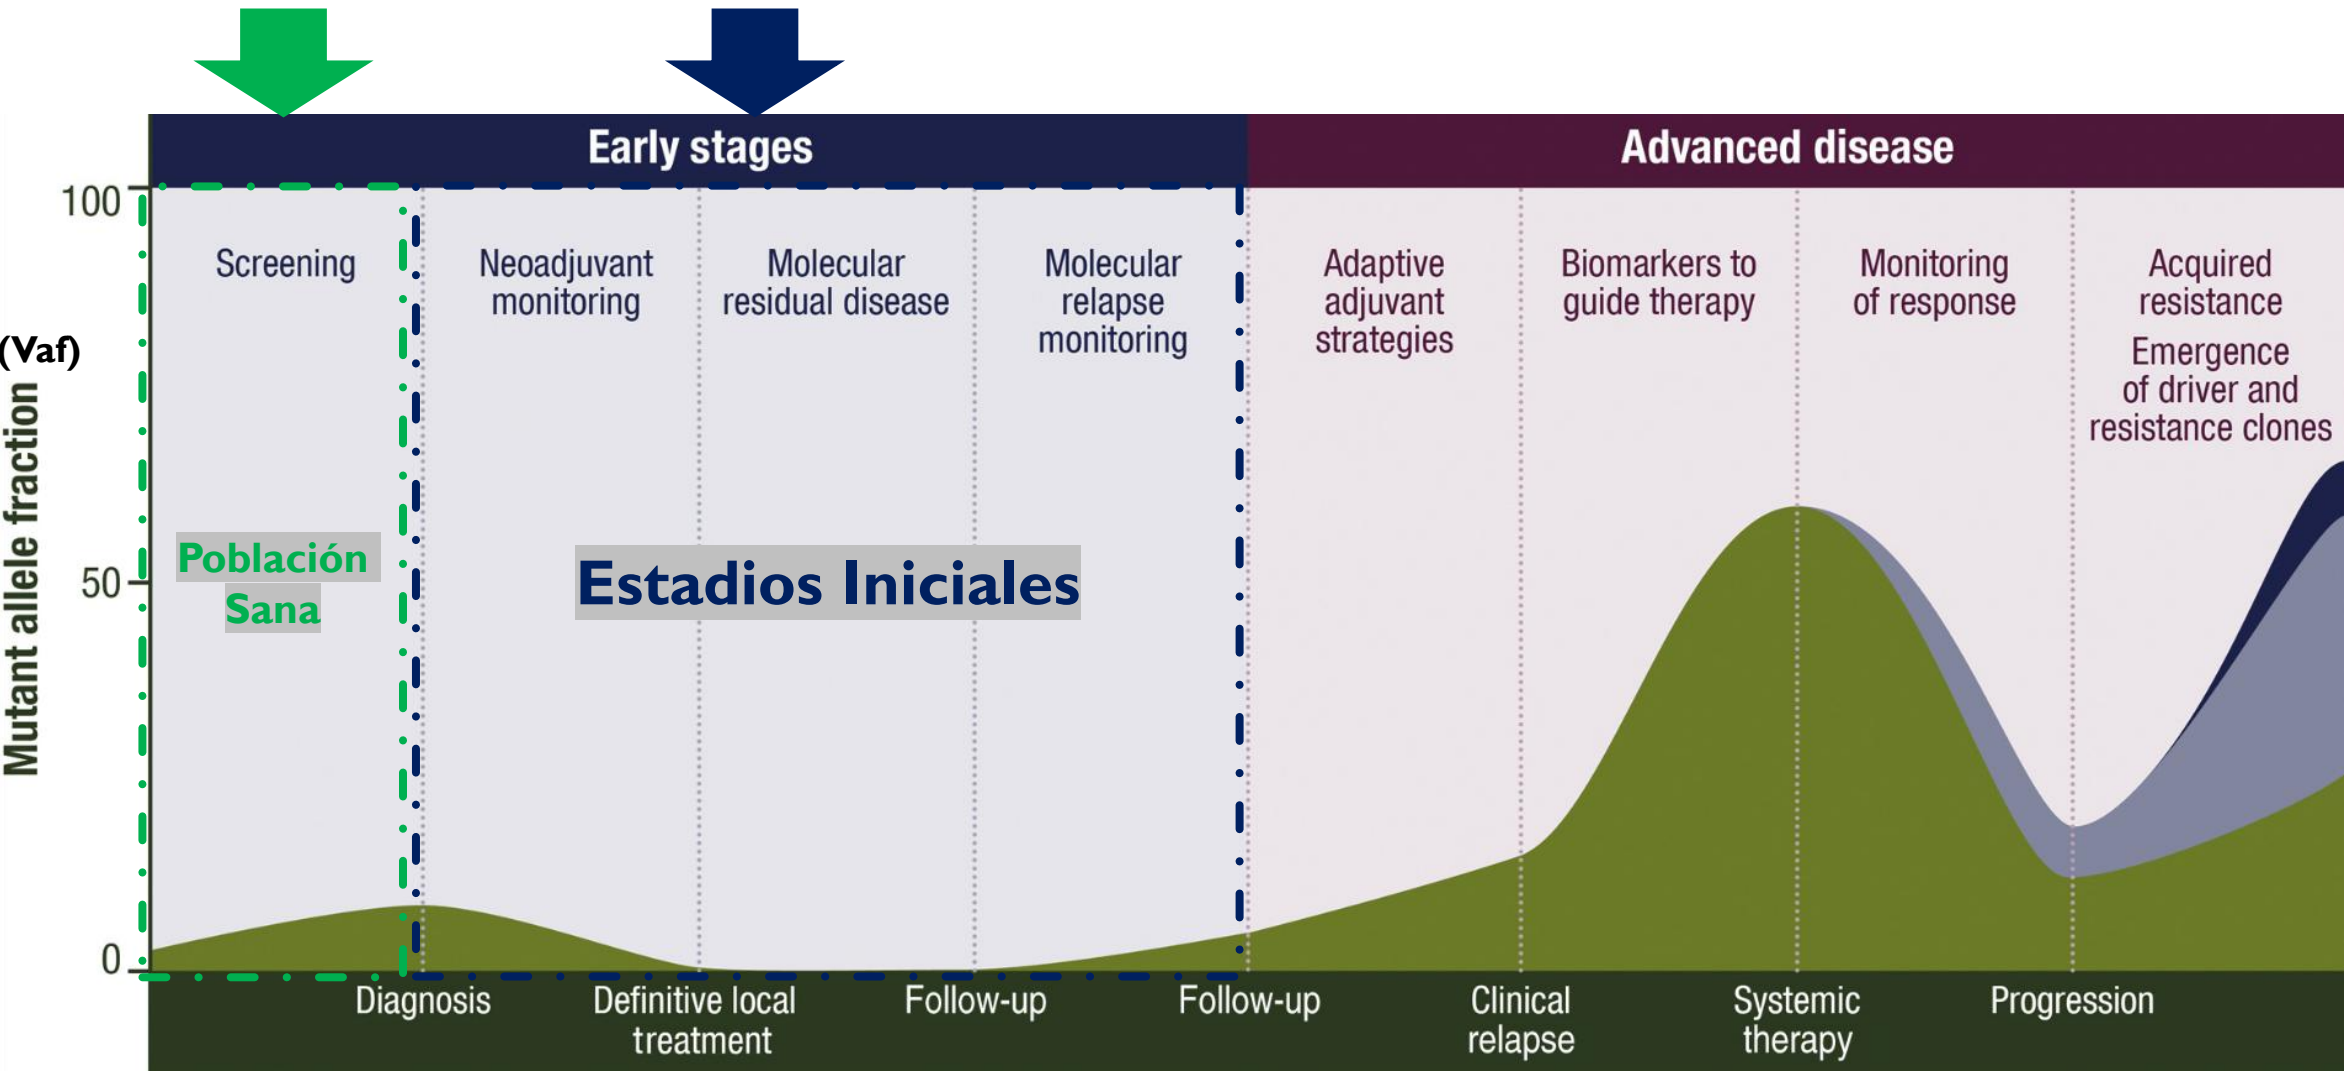 Early stages
Advanced disease
100
50
0
(Vaf)
Mutant allele fraction
Screening
Neoadjuvant
monitoring
Molecular
residual disease
Molecular
relapse
monitoring
Adaptive
adjuvant
strategies
Biomarkers to
guide therapy
Monitoring
of response
Acquired
resistance
Emergence
of driver and
resistance clones
Población
Sana
Estadios Iniciales
Diagnosis
Definitive local
treatment
Follow-up
Follow-up
Clinical
relapse
Systemic
therapy
Progression